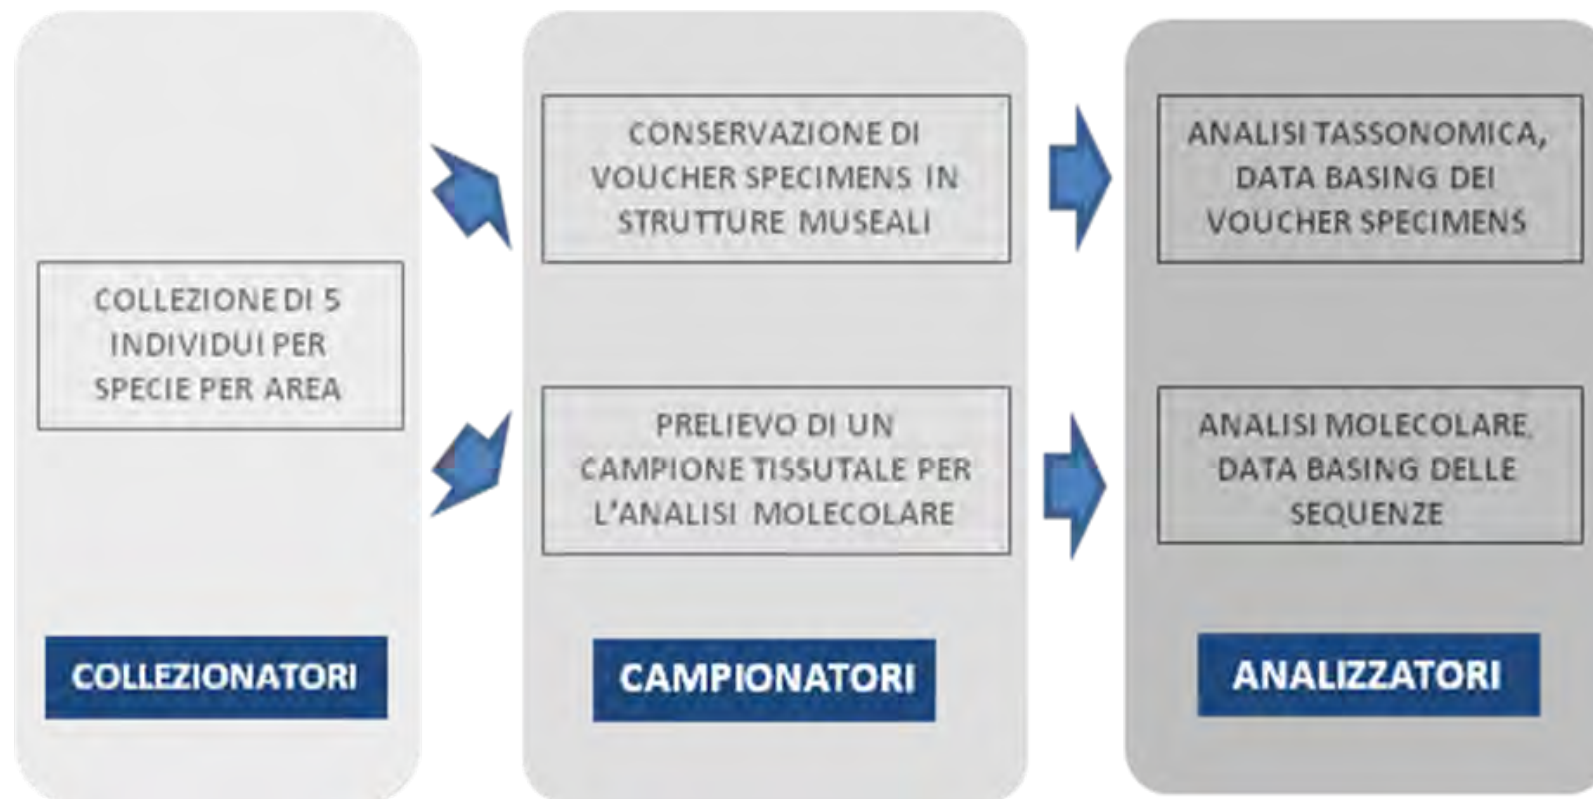 COLLEZIONE DI 5
INDIVIDUI PER
SPECIE PER AREA
COLLEZIONATORI
CONSERVAZIONE DI
VOUCHER SPECIMENS IN
STRUTTURE MUSEALI
PRELIEVO DI UN
CAMPIONE TISSUTALE PER
L'ANALISI MOLECOLARE
CAMPIONATORI
ANALISI TASSONOMICA,
DATA BASING DEI
VOUCHER SPECIMENS
ANALISI MOLECOLARE,
DATA BASING DELLE
SEQUENZE
ANALIZZATORI